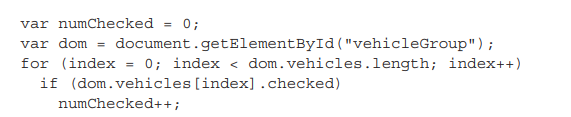 var numChecked = 0;
var dom = document.getElementById("vehicleGroup");
for (index = 0; index < dom.vehicles.length; index++)
  if (dom.vehicles[index].checked)
    numChecked++;